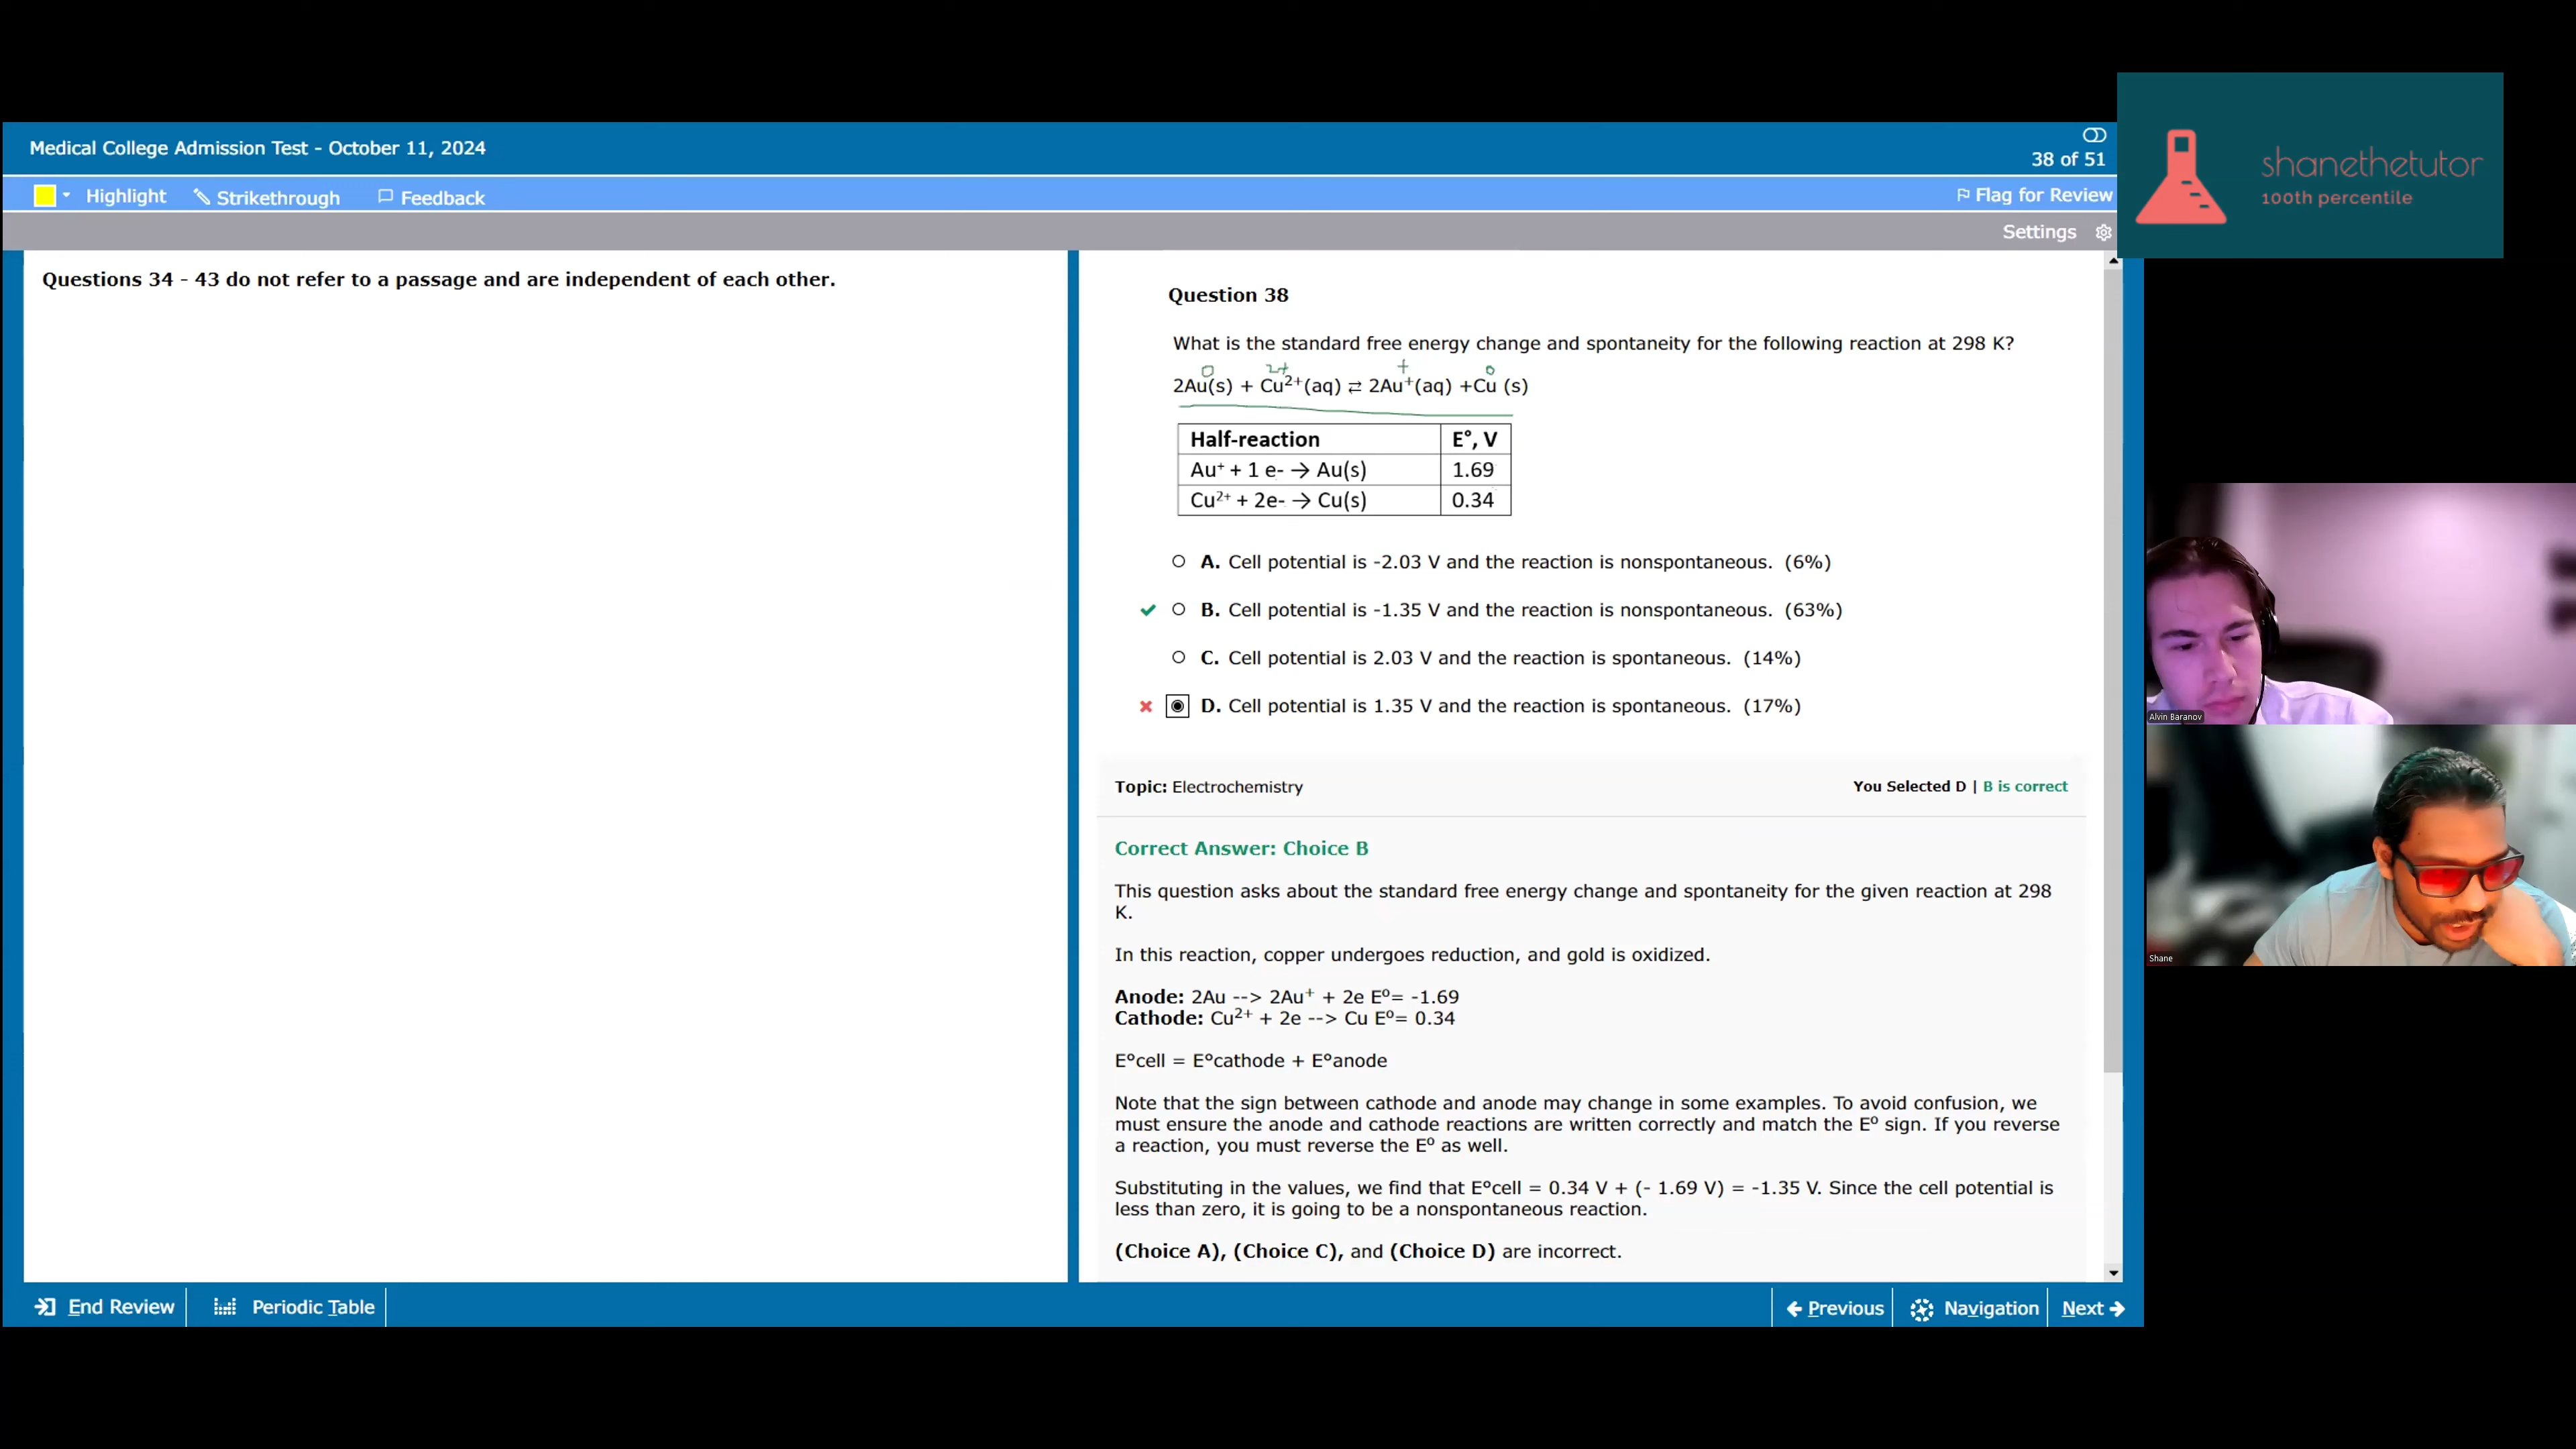 Medical College Admission Test - October 11, 2024
38 of 51
Highlight Strikethrough Feedback
Flag for Review
Settings
shanethetutor
100th percentile
Questions 34 - 43 do not refer to a passage and are independent of each other.
Question 38
What is the standard free energy change and spontaneity for the following reaction at 298 K?
0 2+ + 0
2Au(s) + Cu²⁺(aq) ⇄ 2Au⁺(aq) +Cu (s)
Half-reaction E°, V
Au⁺ + 1 e- → Au(s) 1.69
Cu²⁺ + 2e- → Cu(s) 0.34
A. Cell potential is -2.03 V and the reaction is nonspontaneous. (6%)
B. Cell potential is -1.35 V and the reaction is nonspontaneous. (63%)
C. Cell potential is 2.03 V and the reaction is spontaneous. (14%)
D. Cell potential is 1.35 V and the reaction is spontaneous. (17%)
Topic: Electrochemistry
You Selected D | B is correct
Correct Answer: Choice B
This question asks about the standard free energy change and spontaneity for the given reaction at 298
K.
In this reaction, copper undergoes reduction, and gold is oxidized.
Anode: 2Au --> 2Au⁺ + 2e Eº= -1.69
Cathode: Cu²⁺ + 2e --> Cu Eº= 0.34
E°cell = E°cathode + E°anode
Note that the sign between cathode and anode may change in some examples. To avoid confusion, we
must ensure the anode and cathode reactions are written correctly and match the Eº sign. If you reverse
a reaction, you must reverse the Eº as well.
Substituting in the values, we find that E°cell = 0.34 V + (- 1.69 V) = -1.35 V. Since the cell potential is
less than zero, it is going to be a nonspontaneous reaction.
(Choice A), (Choice C), and (Choice D) are incorrect.
End Review Periodic Table
Previous Navigation Next
Alvin Baranov
Shane